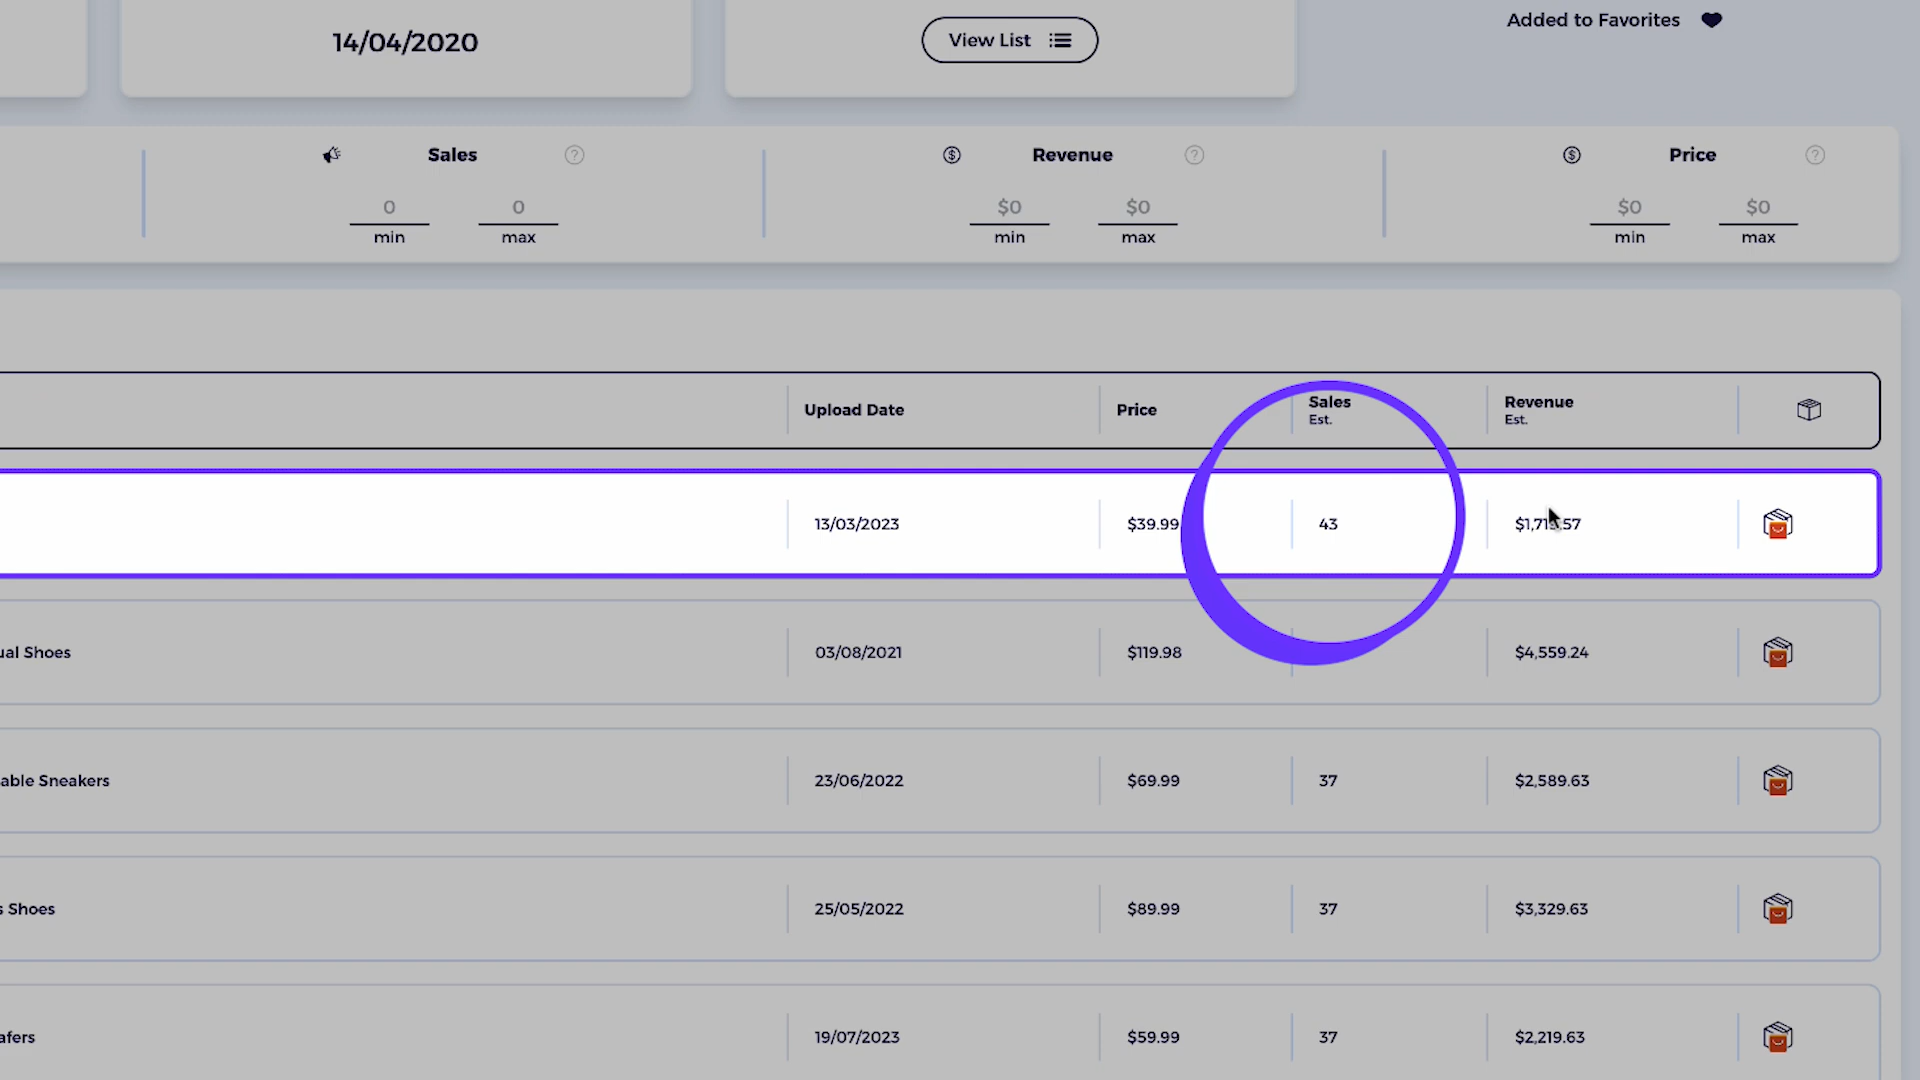 14/04/2020
View List
Added to Favorites
Sales ?
Revenue ?
Price ?
0 0
$0 $0
$0 $0
min max
min max
min max
Upload Date Price Sales Revenue
Est. Est.
13/03/2023 $39.99 43
ual Shoes 03/08/2021 $119.98 $4,559.24
able Sneakers 23/06/2022 $69.99 37 $2,589.63
s Shoes 25/05/2022 $89.99 37 $3,329.63
afers 19/07/2023 $59.99 37 $2,219.63